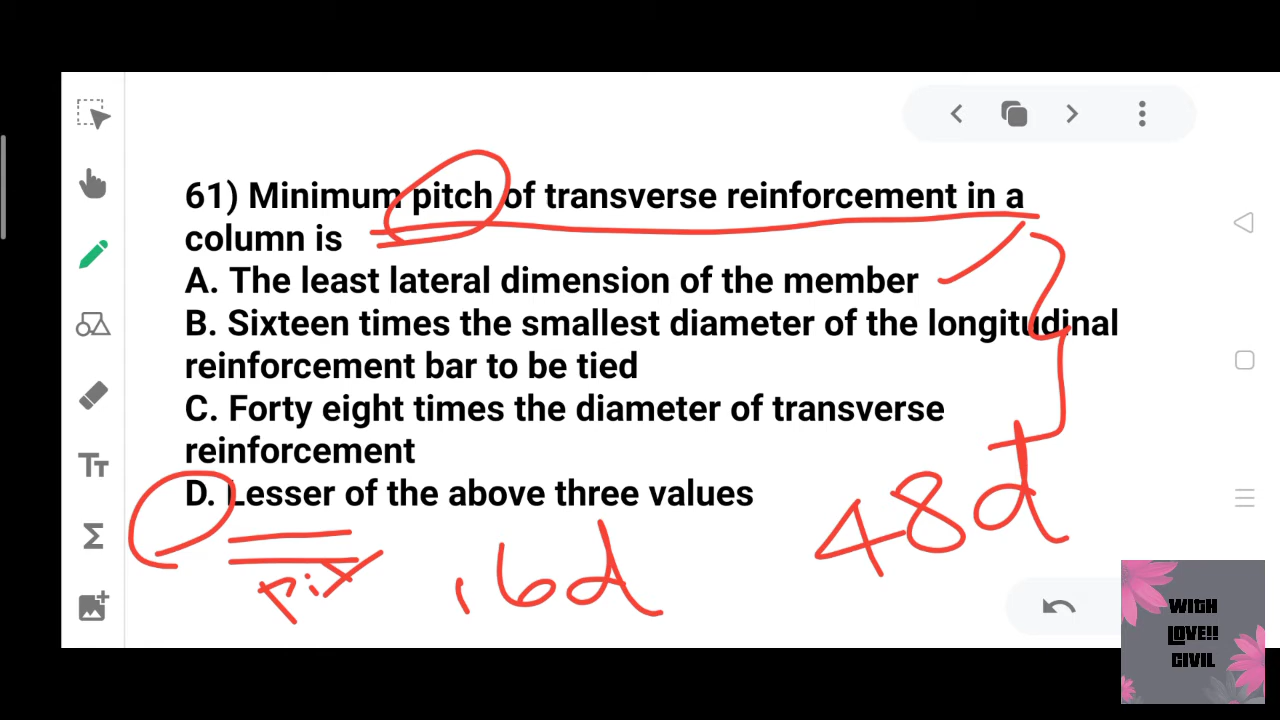 61) Minimum pitch of transverse reinforcement in a
column is
A. The least lateral dimension of the member
B. Sixteen times the smallest diameter of the longitudinal
reinforcement bar to be tied
C. Forty eight times the diameter of transverse
reinforcement
D. Lesser of the above three values
48d
16d
TT
Σ
WITH
LOVE!!
CIVIL